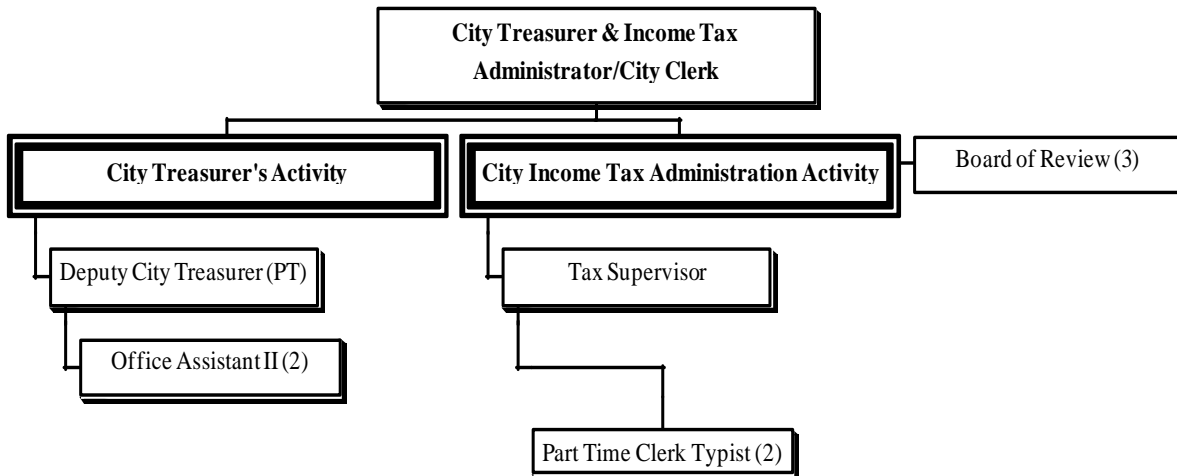 City Treasurer & Income Tax
Administrator/City Clerk
City Treasurer's Activity
City Income Tax Administration Activity
Board of Review (3)
Deputy City Treasurer (PT)
Tax Supervisor
Office Assistant II (2)
Part Time Clerk Typist (2)